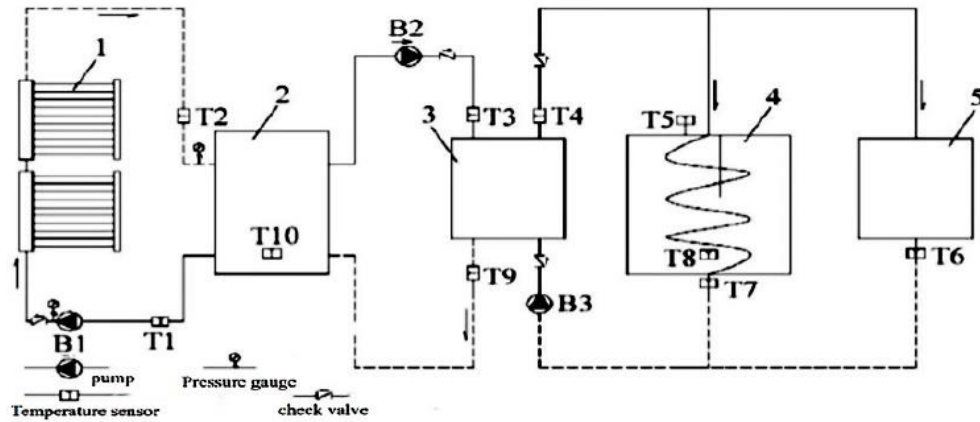 1
T2
2
B2
T3
3
T4
T5
4
5
T10
T9
T8
T7
T6
B1
T1
B3
pump
Pressure gauge
check valve
Temperature sensor